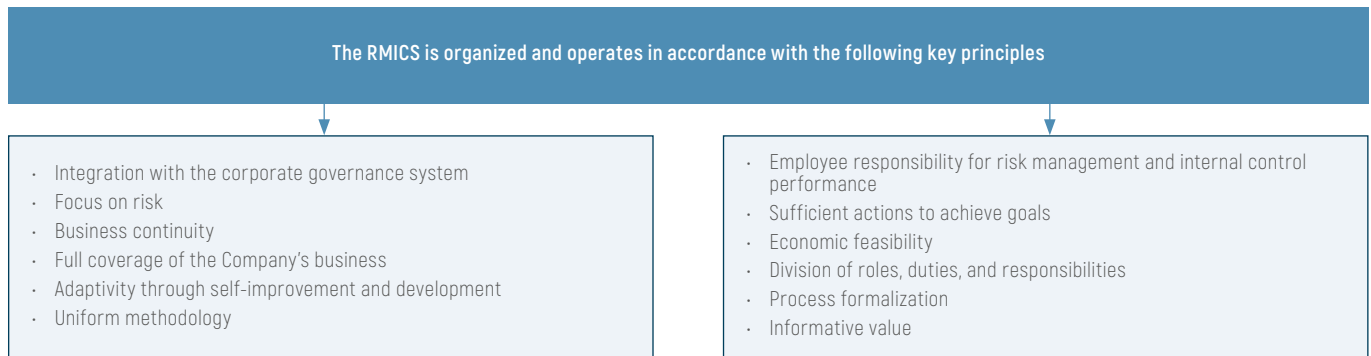 The RMICS is organized and operates in accordance with the following key principles
· Integration with the corporate governance system
· Focus on risk
· Business continuity
· Full coverage of the Company's business
· Adaptivity through self-improvement and development
· Uniform methodology
· Employee responsibility for risk management and internal control
performance
· Sufficient actions to achieve goals
· Economic feasibility
· Division of roles, duties, and responsibilities
· Process formalization
· Informative value